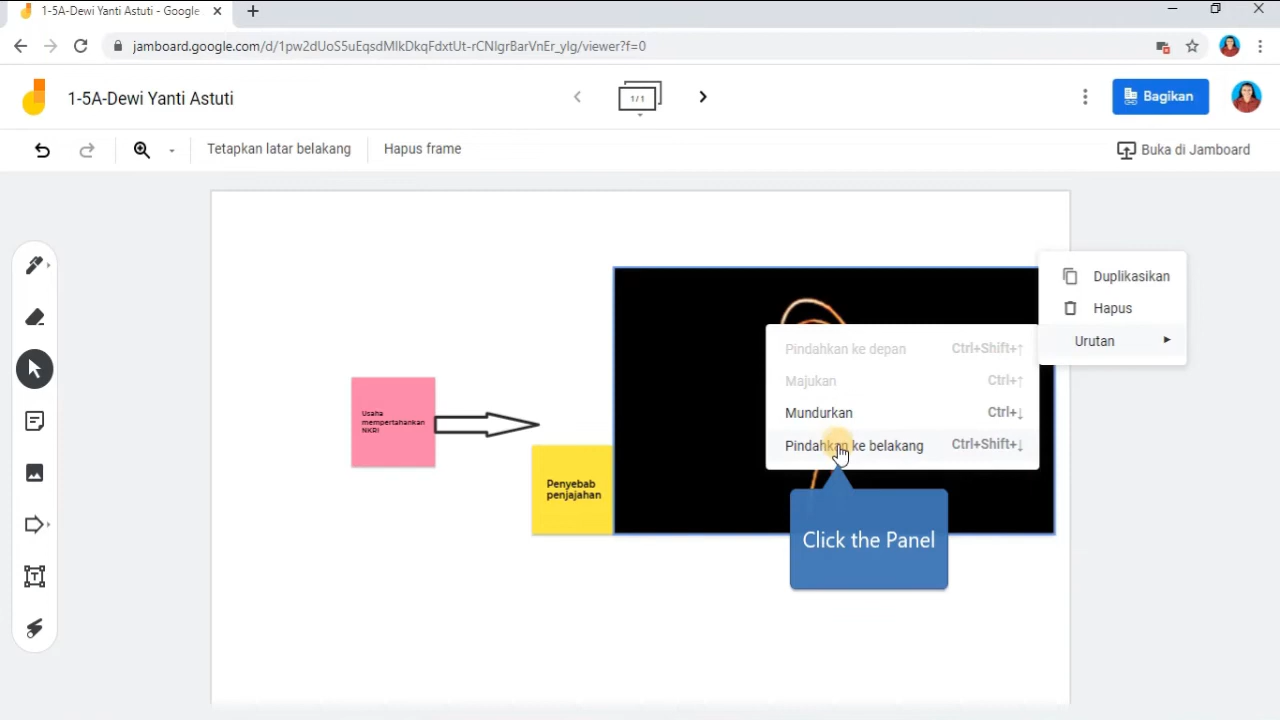 1-5A-Dewi Yanti Astuti - Google
jamboard.google.com/d/1pw2dUoS5uEqsdMlkDkqFdxtUt-rCNlgrBarVnEr_ylg/viewer?f=0
1-5A-Dewi Yanti Astuti
1/1
Bagikan
Tetapkan latar belakang
Hapus frame
Buka di Jamboard
Duplikasikan
Hapus
Urutan
Pindahkan ke depan Ctrl+Shift+↑
Majukan Ctrl+↑
Mundurkan Ctrl+↓
Pindahkan ke belakang Ctrl+Shift+↓
Usaha
mempertahankan
NKRI
Penyebab
penjajahan
Click the Panel